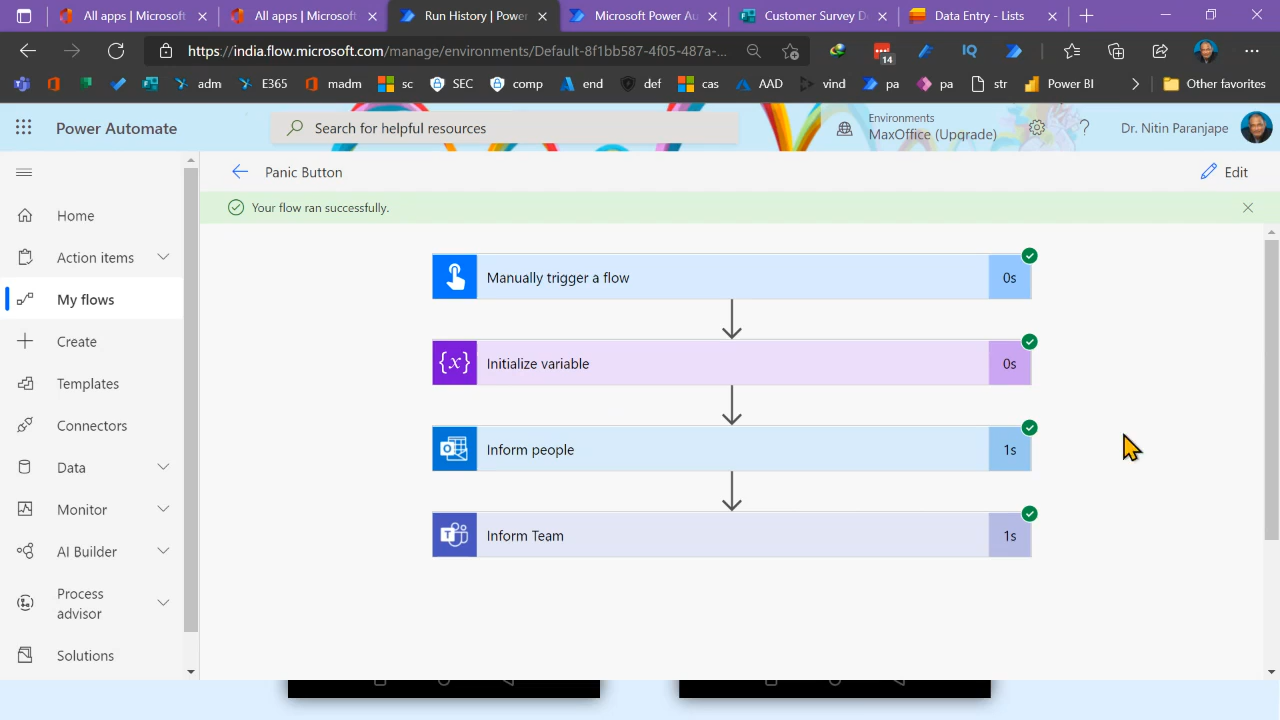 All apps | Microsoft
All apps | Microsoft
Run History | Power
Microsoft Power Au
Customer Survey D
Data Entry - Lists
https://india.flow.microsoft.com/manage/environments/Default-8f1bb587-4f05-487a-...
14
IQ
adm
E365
madm
sc
SEC
comp
end
def
cas
AAD
vind
pa
pa
str
Power BI
Other favorites
Power Automate
Search for helpful resources
Environments
MaxOffice (Upgrade)
Dr. Nitin Paranjape
Panic Button
Edit
Your flow ran successfully.
Home
Action items
My flows
Create
Templates
Connectors
Data
Monitor
AI Builder
Process
advisor
Solutions
Manually trigger a flow
0s
{x}
Initialize variable
0s
Inform people
1s
Inform Team
1s